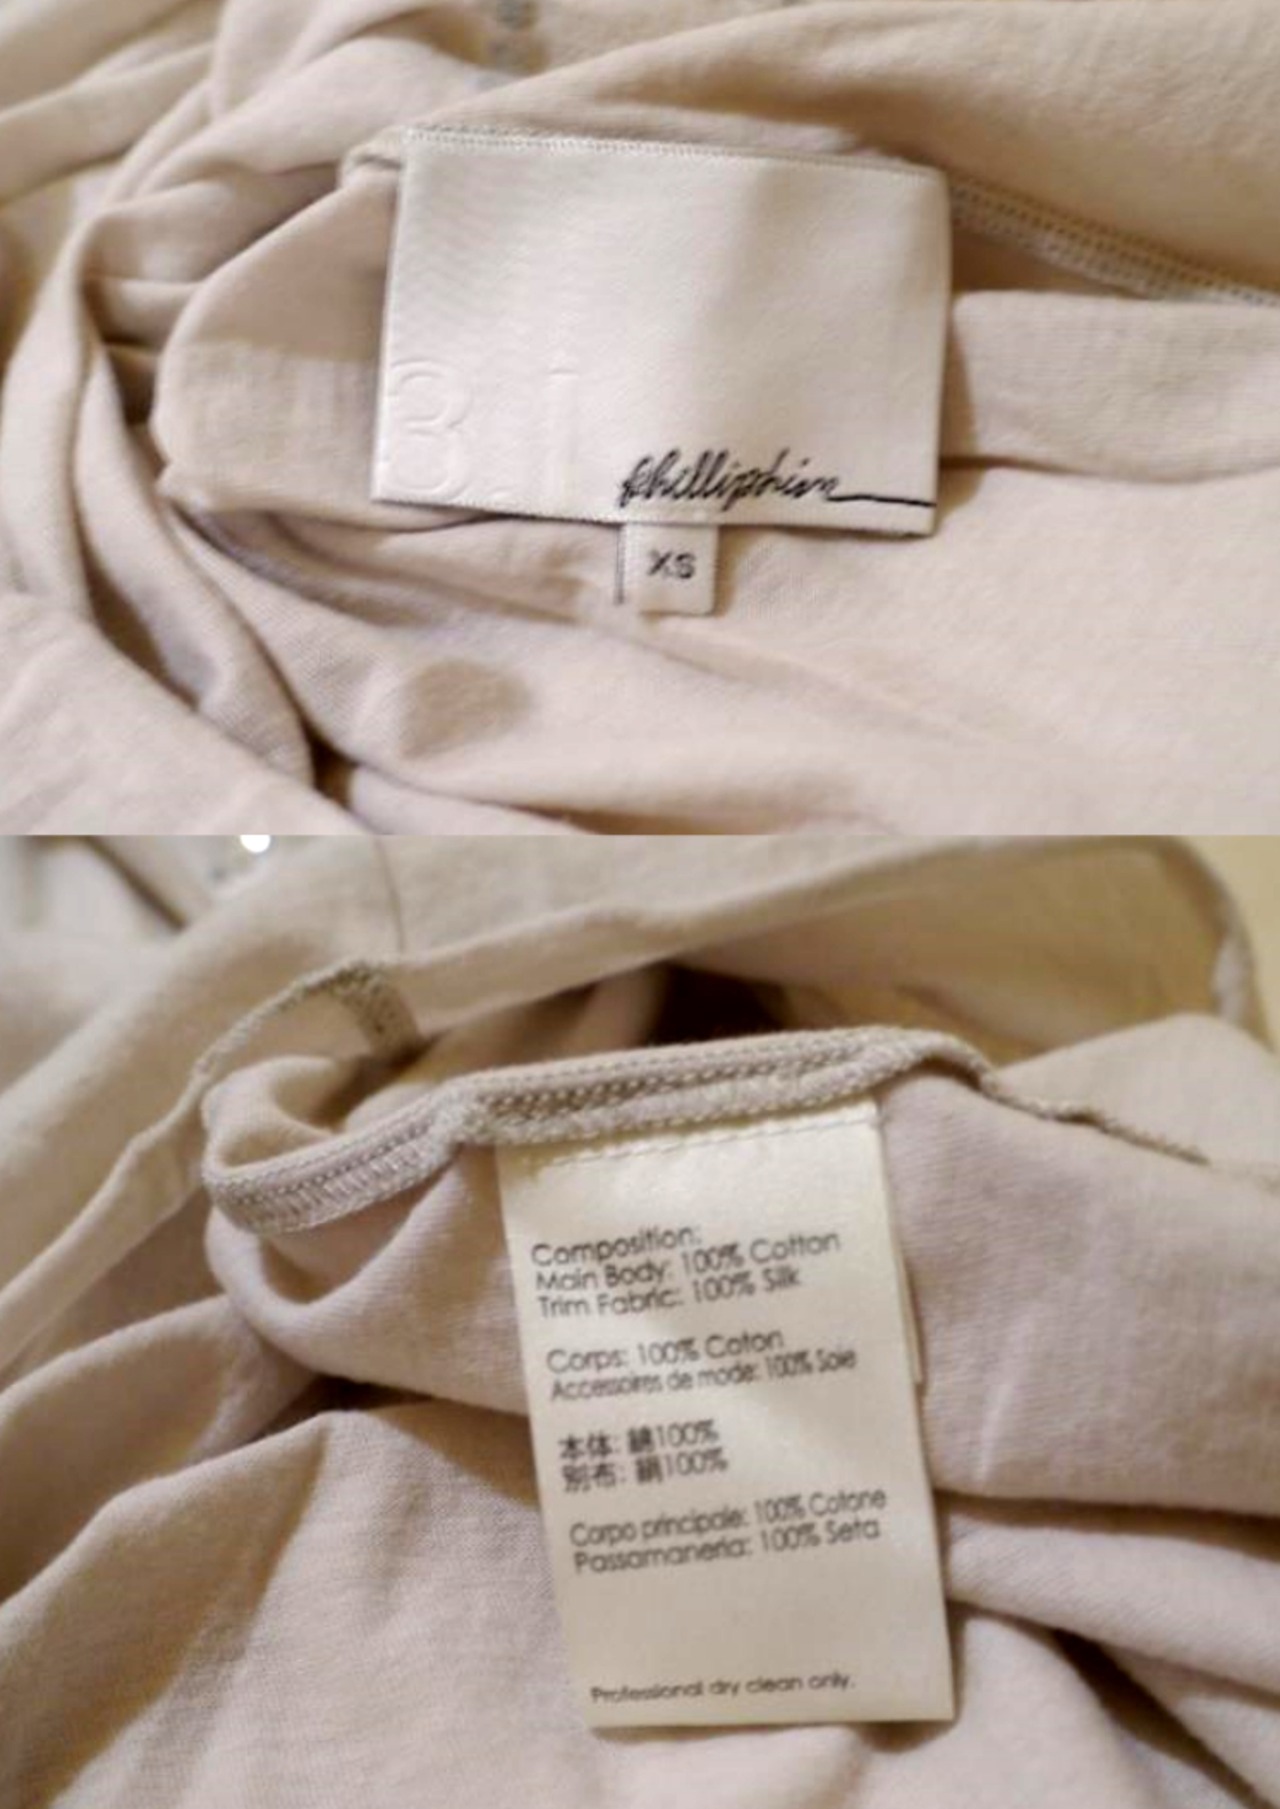 3.1
phillip lim
XS
Composition:
Main Body: 100% Cotton
Trim Fabric: 100% Silk
Corps: 100% Coton
Accessoires de mode: 100% Soie
本体: 綿100%
別布: 絹100%
Corpo principale: 100% Cotone
Passamaneria: 100% Seta
Professional dry clean only.